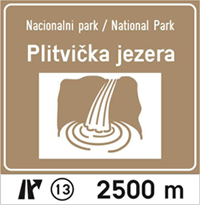 Nacionalni park / National Park
Plitvička jezera
13 2500 m